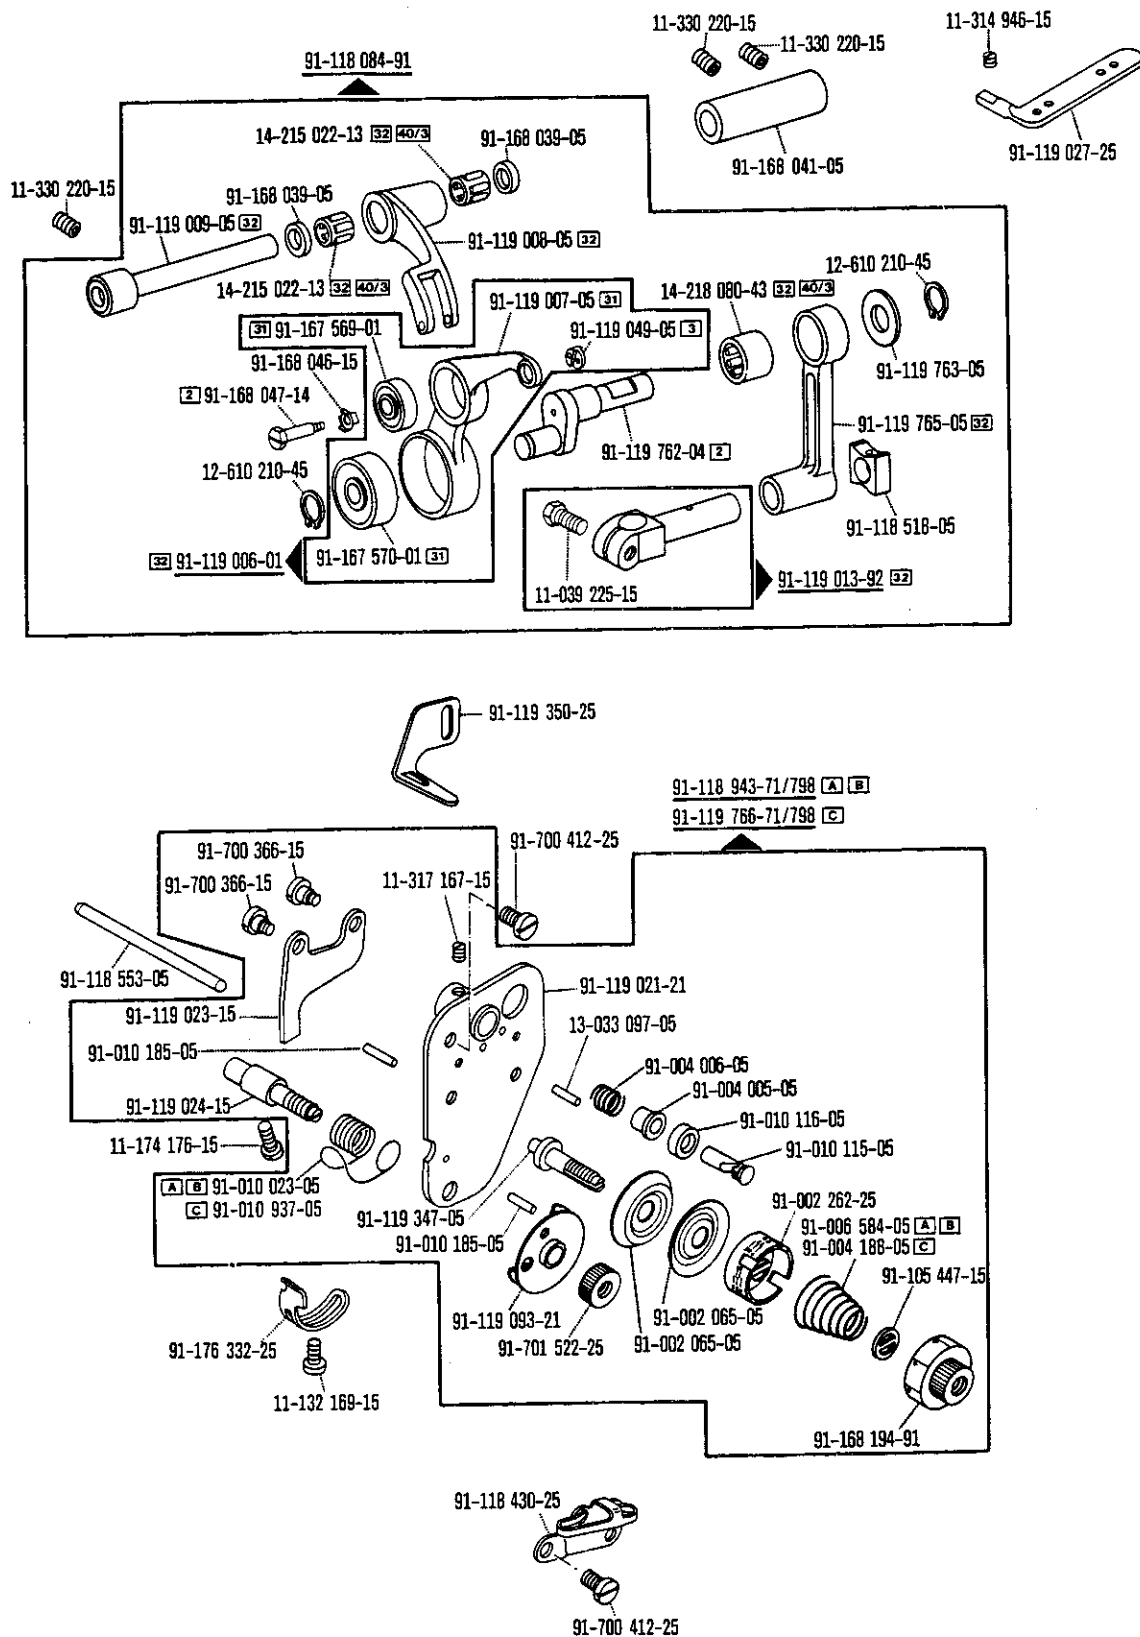 11-330 220-15
11-330 220-15
11-314 946-15
91-118 084-91
14-215 022-13 32 40/3
91-168 039-05
91-168 041-05
91-119 027-25
11-330 220-15
91-168 039-05
91-119 009-05 32
91-119 008-05 32
14-215 022-13 32 40/3
91-119 007-05 31
14-218 080-43 32 40/3
12-610 210-45
31 91-167 569-01
91-119 049-05 3
91-168 046-15
91-119 763-05
2 91-168 047-14
91-119 762-04 2
91-119 765-05 32
12-610 210-45
91-118 518-05
32 91-119 006-01
91-167 570-01 31
11-039 225-15
91-119 013-92 32
91-119 350-25
91-118 943-71/798 A B
91-119 766-71/798 C
91-700 366-15
91-700 412-25
91-700 366-15
11-317 167-15
91-118 553-05
91-119 021-21
91-119 023-15
13-033 097-05
91-010 185-05
91-004 006-05
91-004 005-05
91-119 024-15
91-010 116-05
11-174 176-15
91-010 115-05
A B 91-010 023-05
C 91-010 937-05
91-119 347-05
91-010 185-05
91-002 262-25
91-006 584-05 A B
91-004 186-05 C
91-105 447-15
91-119 093-21
91-002 065-05
91-701 522-25
91-002 065-05
91-176 332-25
11-132 169-15
91-168 194-91
91-118 430-25
91-700 412-25